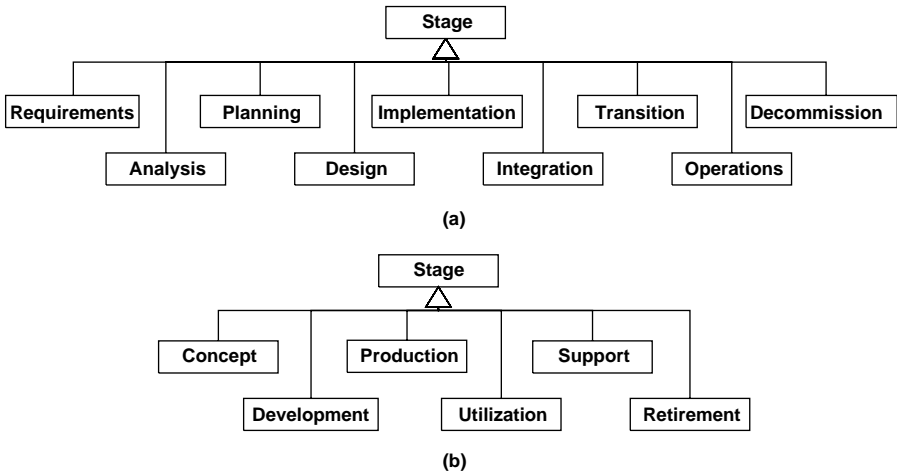 Stage
Requirements Planning Implementation Transition Decommission
Analysis Design Integration Operations
(a)
Stage
Concept Production Support
Development Utilization Retirement
(b)